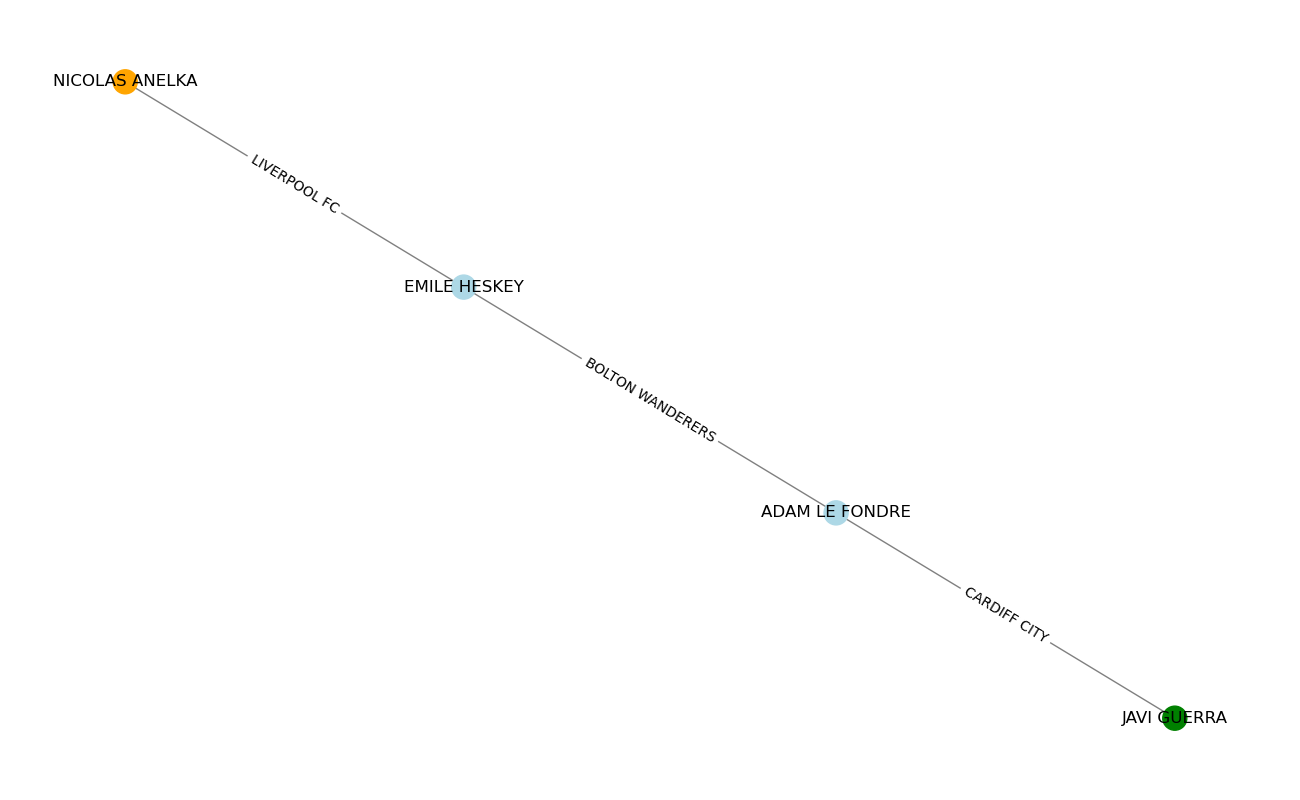 NICOLAS ANELKA
LIVERPOOL FC
EMILE HESKEY
BOLTON WANDERERS
ADAM LE FONDRE
CARDIFF CITY
JAVI GUERRA